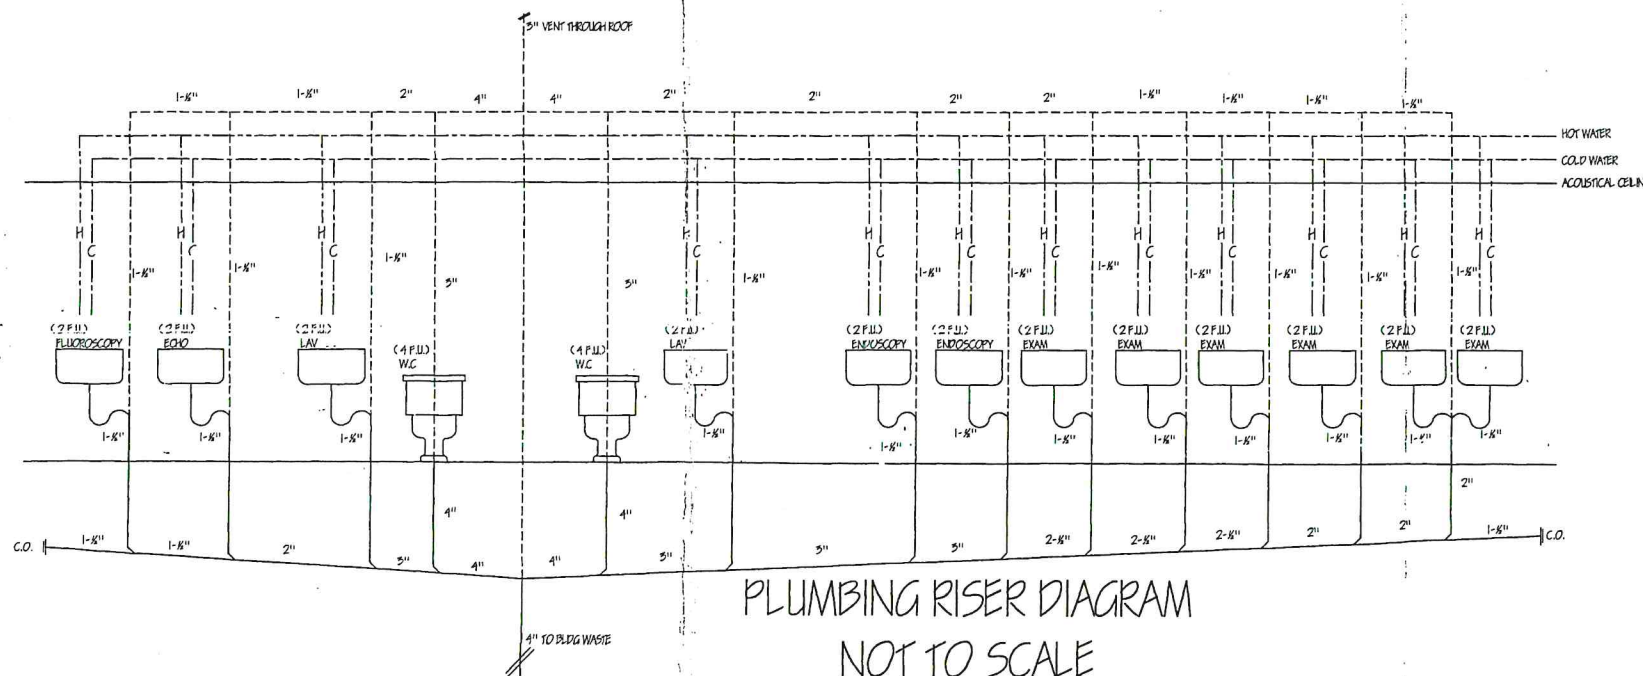 3" VENT THROUGH ROOF
1-½" 1-½" 2" 4" 4" 2" 2" 2" 2" 1-½" 1-½" 1-½" 1-½"
HOT WATER
COLD WATER
H H H H H H H H H H H H
C C C C C C C C C C C C
1-½" 1-½" 1-½" 3" 3" 1-½" 1-½" 1-½" 1-½" 1-½" 1-½" 1-½" 1-½"
(2 F.U.) FLUOROSCOPY
(2 F.U.) ECHO
(2 F.U.) LAV
(4 F.U.) W.C
(4 F.U.) W.C
(2 F.U.) LAV
(2 F.U.) ENDOSCOPY
(2 F.U.) ENDOSCOPY
(2 F.U.) EXAM
(2 F.U.) EXAM
(2 F.U.) EXAM
(2 F.U.) EXAM
(2 F.U.) EXAM
(2 F.U.) EXAM
1-½" 1-½" 1-½" 1-½" 1-½" 1-½" 1-½" 1-½" 1-½" 1-½" 1-½" 1-½"
4" 4" 2"
C.O. 1-½" 1-½" 2" 3" 4" 4" 3" 3" 3" 2-½" 2-½" 2-½" 2" 2" 1-½" C.O.
PLUMBING RISER DIAGRAM
NOT TO SCALE
4" TO BLDG WASTE